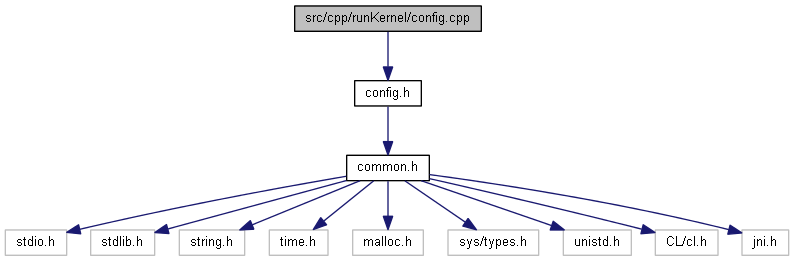 src/cpp/runKernel/config.cpp
config.h
common.h
stdio.h
stdlib.h
string.h
time.h
malloc.h
sys/types.h
unistd.h
CL/cl.h
jni.h